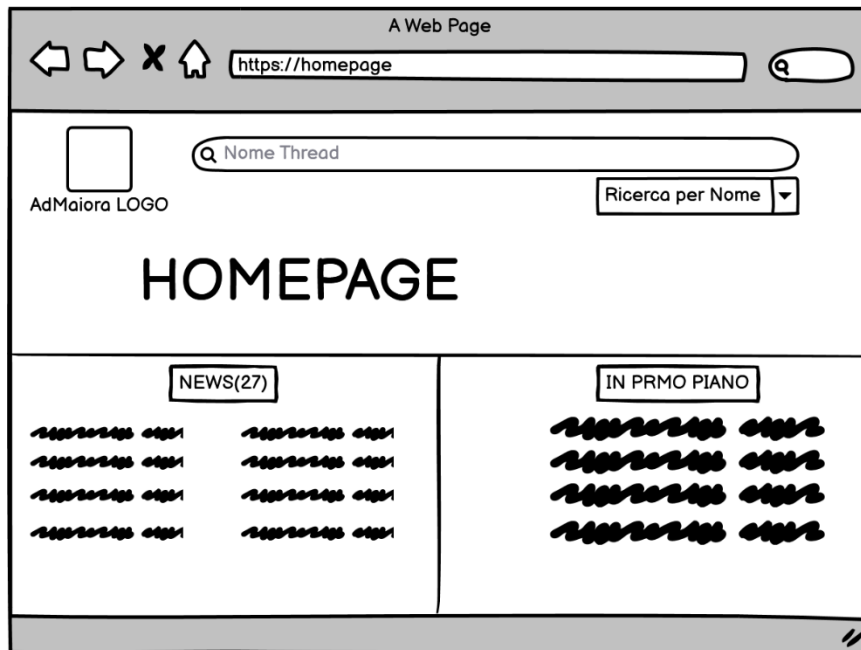 A Web Page
https://homepage
Nome Thread
AdMaiora LOGO
Ricerca per Nome
HOMEPAGE
NEWS(27)
IN PRMO PIANO